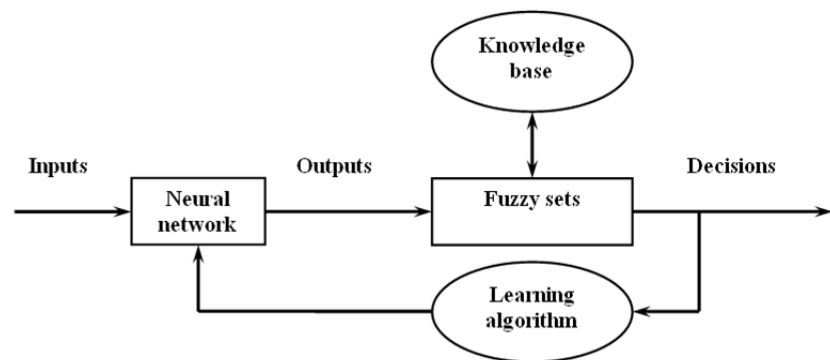 Knowledge
base
Inputs
Outputs
Decisions
Neural
network
Fuzzy sets
Learning
algorithm